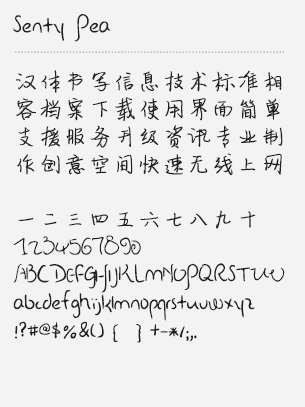 Senty Pea
汉体书写信息技术标准相
容档案下载使用界面简单
支援服务升级资讯专业制
作创意空间快速无线上网
一二三四五六七八九十
1234567890
ABCDEFGHIJKLMNOPQRSTUVW
abcdefghijklmnopqrstuvwxyz
!?#@$%&() { } +-*/;,.